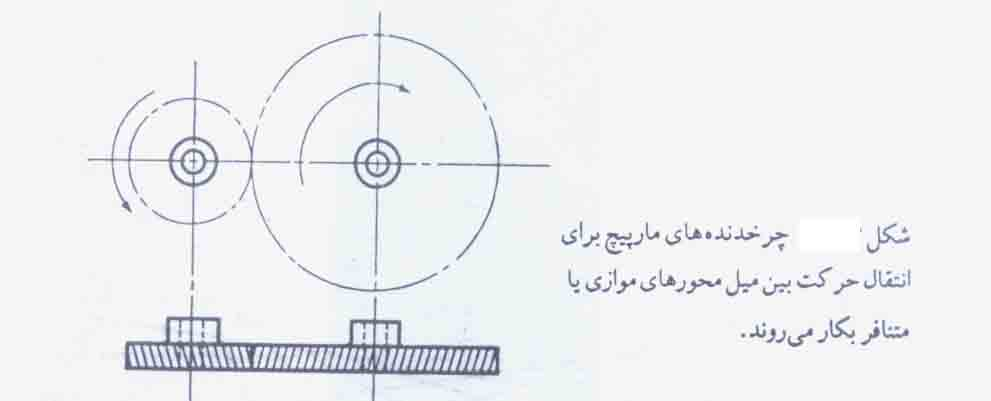 شکل چرخدنده‌های مارپیچ برای
انتقال حرکت بین میل محورهای موازی یا
متنافر بکار می‌روند.